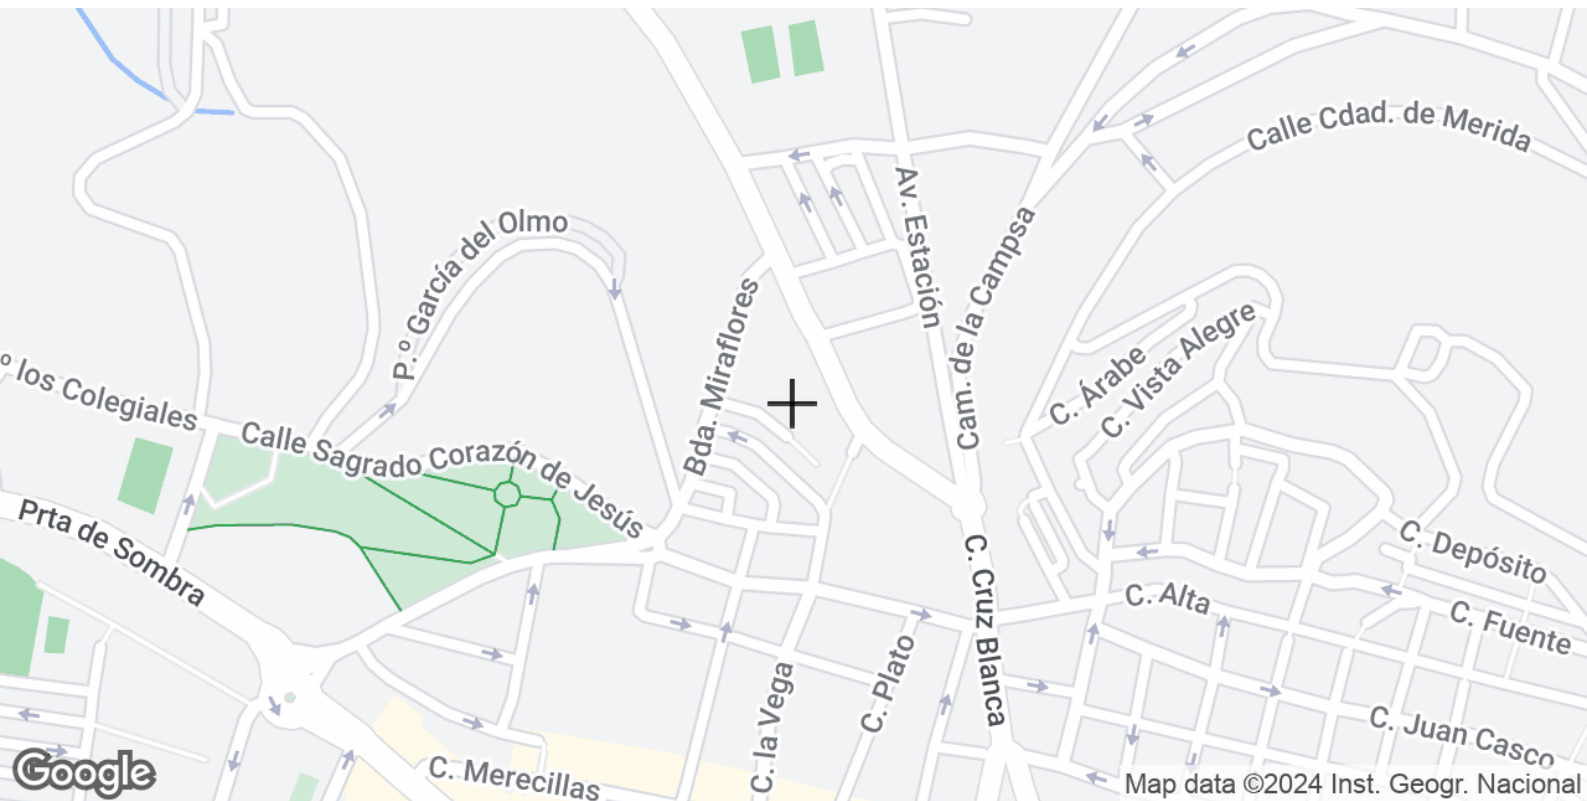 Calle Cdad. de Merida
Av. Estación
P.º García del Olmo
Cam. de la Campsa
Bda. Miraflores
C. Árabe
C. Vista Alegre
º los Colegiales
Calle Sagrado Corazón de Jesús
Prta de Sombra
C. Cruz Blanca
C. Depósito
C. Alta
C. Fuente
C. Plato
C. la Vega
C. Juan Casco
C. Merecillas
Google
Map data ©2024 Inst. Geogr. Nacional